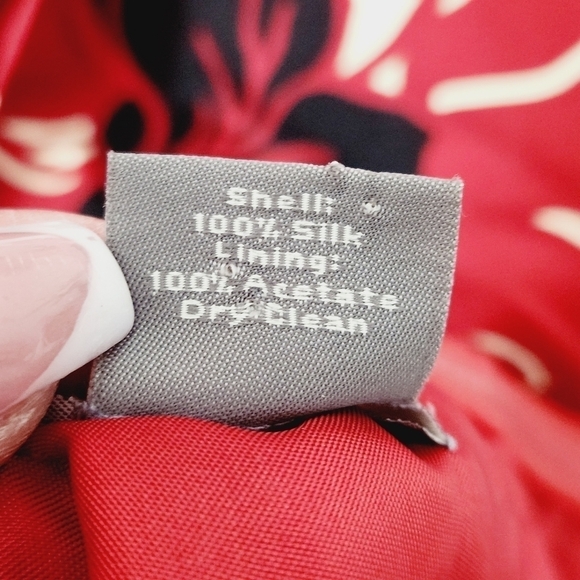 Shell:
100% Silk
Lining:
100% Acetate
Dry Clean